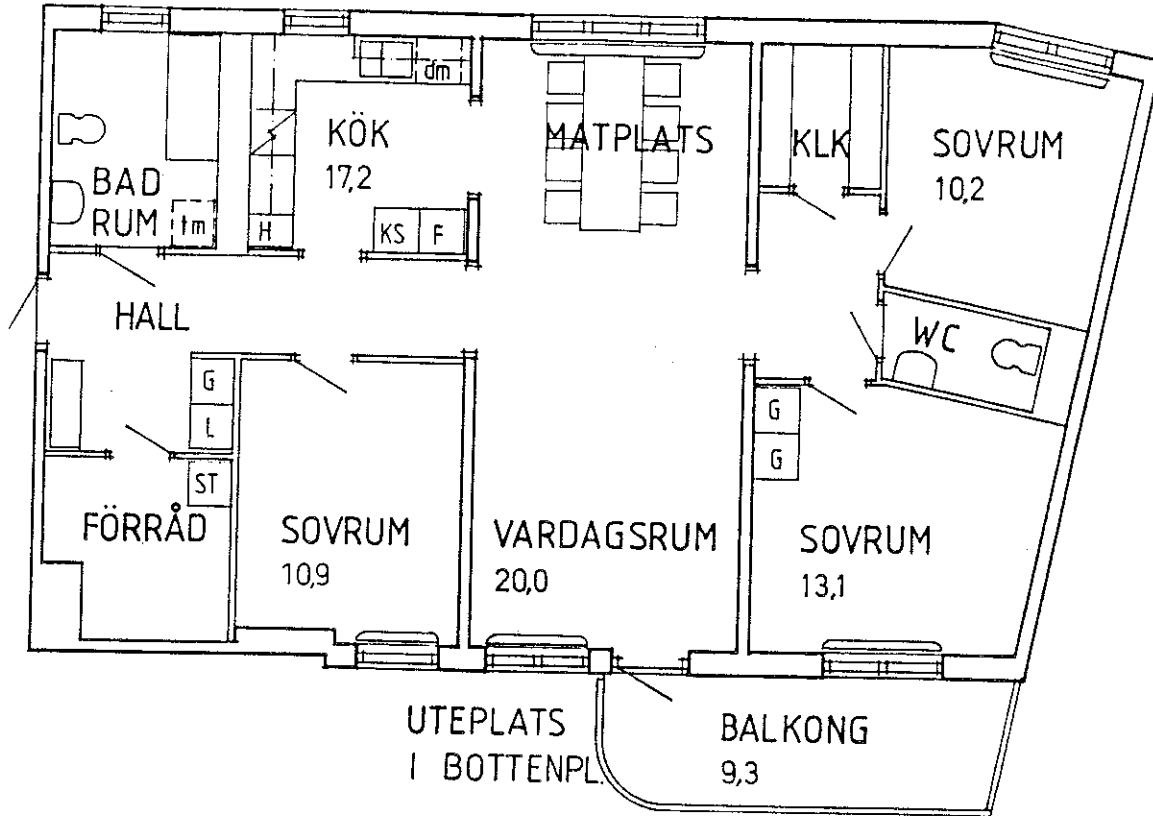 dm
KÖK
17,2
MATPLATS
KLK
SOVRUM
10,2
BAD
RUM
tm
H
KS
F
HALL
WC
G
L
G
G
ST
FÖRRÅD
SOVRUM
10,9
VARDAGSRUM
20,0
SOVRUM
13,1
UTEPLATS
I BOTTENPL.
BALKONG
9,3